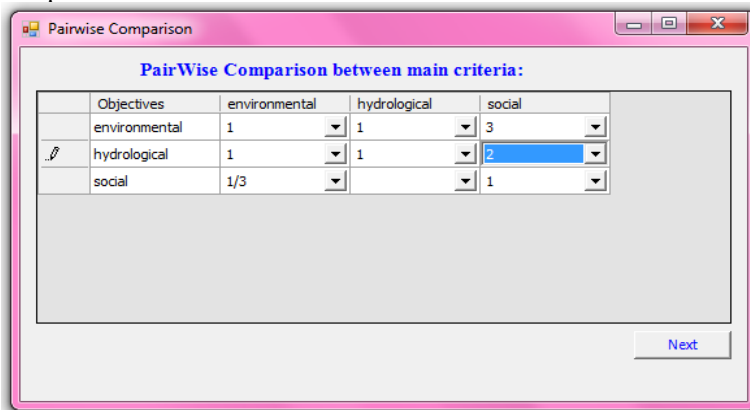 Pairwise Comparison
PairWise Comparison between main criteria:
Objectives environmental hydrological social
environmental 1 1 3
hydrological 1 1 2
social 1/3 1
Next